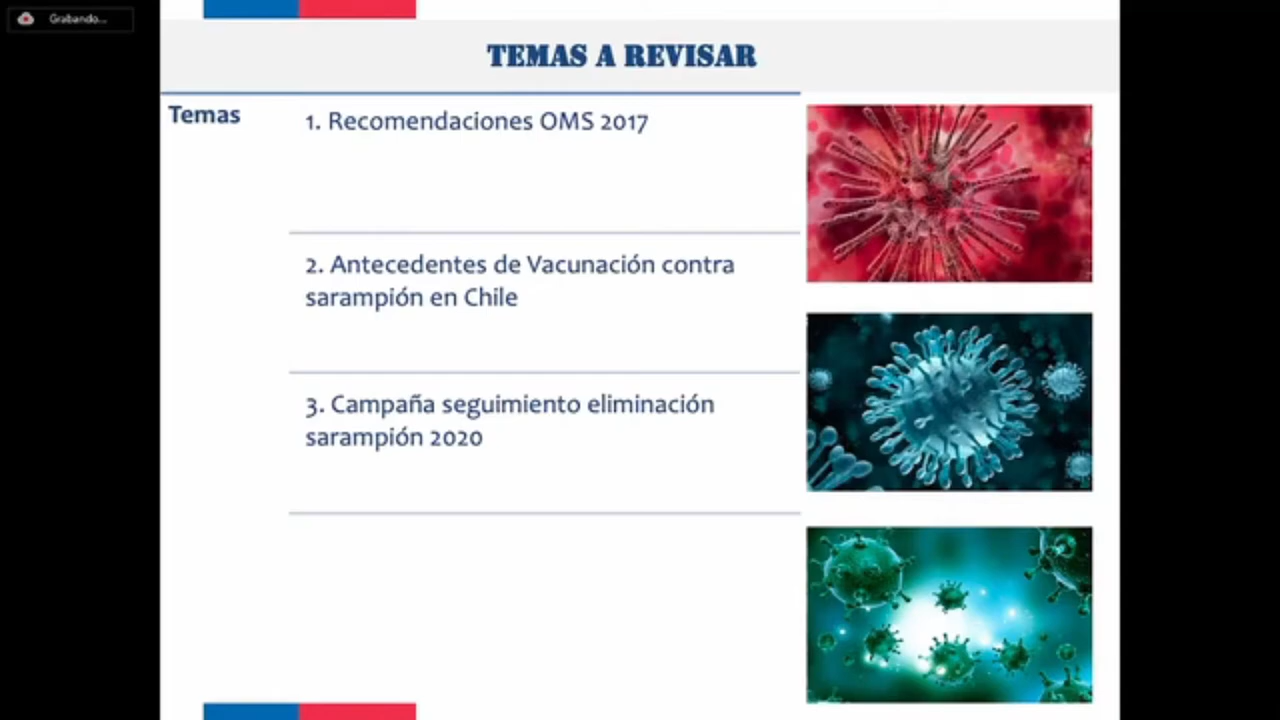 Grabando...
TEMAS A REVISAR
Temas
1. Recomendaciones OMS 2017
2. Antecedentes de Vacunación contra
sarampión en Chile
3. Campaña seguimiento eliminación
sarampión 2020